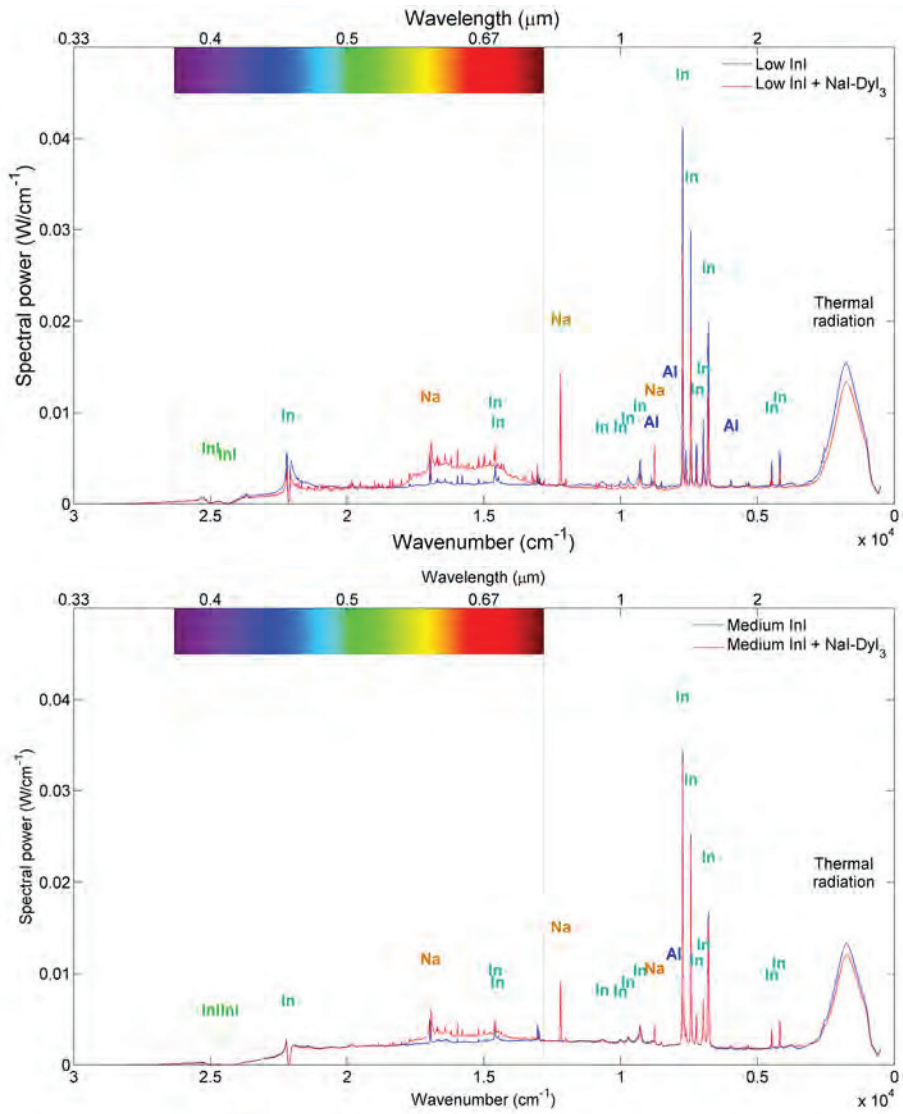 Wavelength (μm)
0.33 0.4 0.5 0.67 1 2
Low InI
Low InI + NaI-DyI₃
In
In
In
Thermal
radiation
Na
Al In
Na In
In In
In Al In
Na In In
In In In In Al
InI InI
0.04
0.03
0.02
0.01
0
Spectral power (W/cm⁻¹)
3 2.5 2 1.5 1 0.5 0
Wavenumber (cm⁻¹)
x 10⁴
Wavelength (μm)
0.33 0.4 0.5 0.67 1 2
Medium InI
Medium InI + NaI-DyI₃
In
In
In
Thermal
radiation
Na
Na In In Na Al In In
In In In In In In
InI InI In
0.04
0.03
0.02
0.01
0
Spectral power (W/cm⁻¹)
3 2.5 2 1.5 1 0.5 0
Wavenumber (cm⁻¹)
x 10⁴